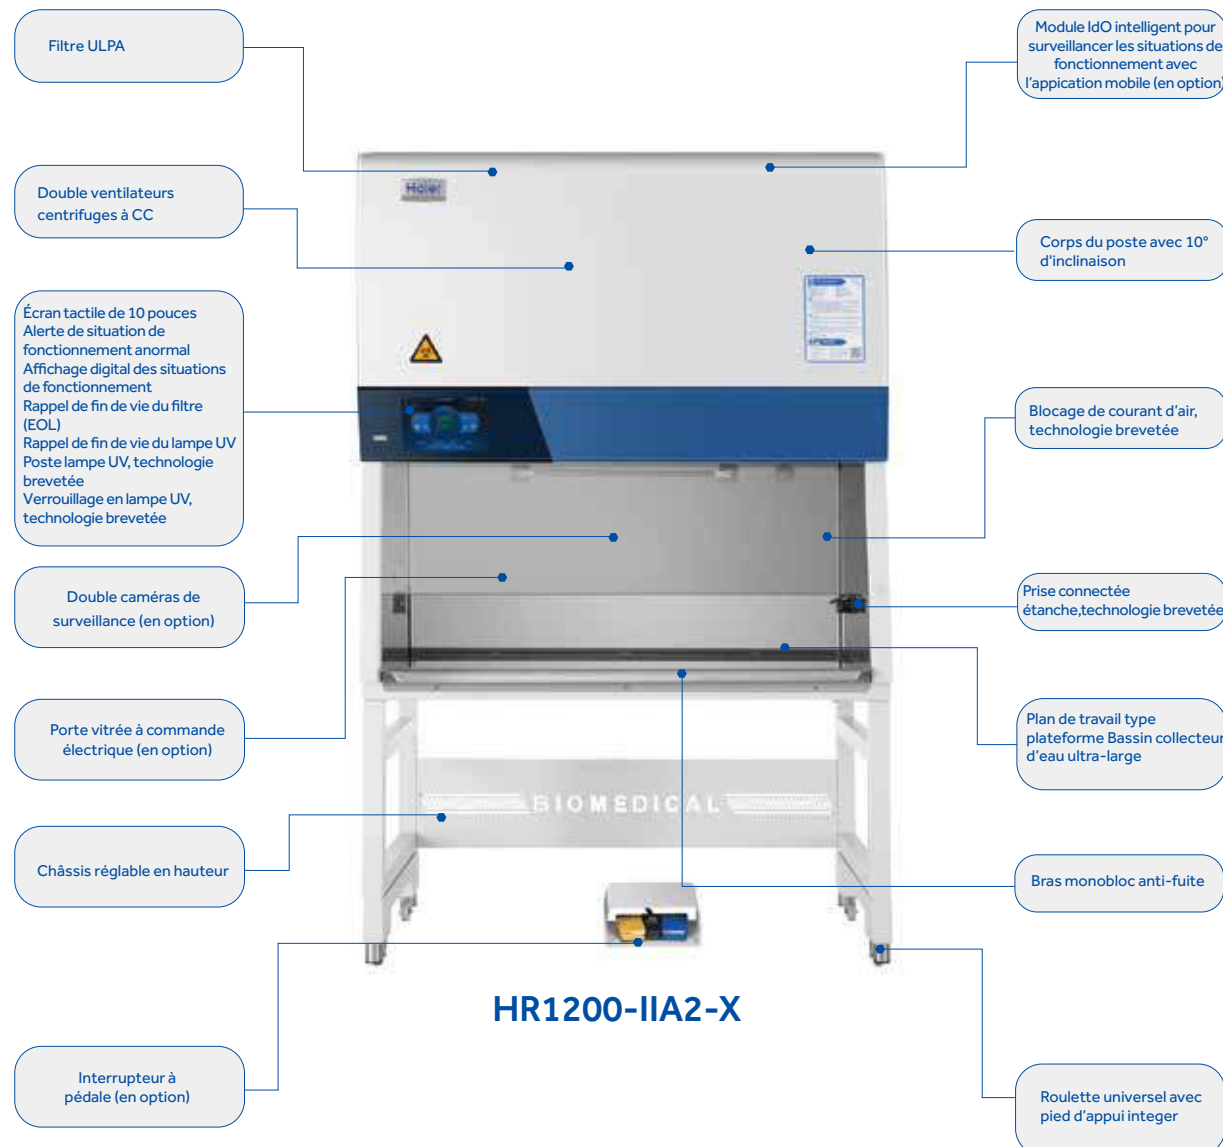 Filtre ULPA
Double ventilateurs
centrifuges à CC
Écran tactile de 10 pouces
Alerte de situation de
fonctionnement anormal
Affichage digital des situations
de fonctionnement
Rappel de fin de vie du filtre
(EOL)
Rappel de fin de vie du lampe UV
Poste lampe UV, technologie
brevetée
Verrouillage en lampe UV,
technologie brevetée
Double caméras de
surveillance (en option)
Porte vitrée à commande
électrique (en option)
Châssis réglable en hauteur
Interrupteur à
pédale (en option)
Haier
BIOMEDICAL
HR1200-IIA2-X
Module IdO intelligent pour
surveillancer les situations de
fonctionnement avec
l'appication mobile (en option)
Corps du poste avec 10°
d'inclinaison
Blocage de courant d'air,
technologie brevetée
Prise connectée
étanche,technologie brevetée
Plan de travail type
plateforme Bassin collecteur
d'eau ultra-large
Bras monobloc anti-fuite
Roulette universel avec
pied d'appui integer